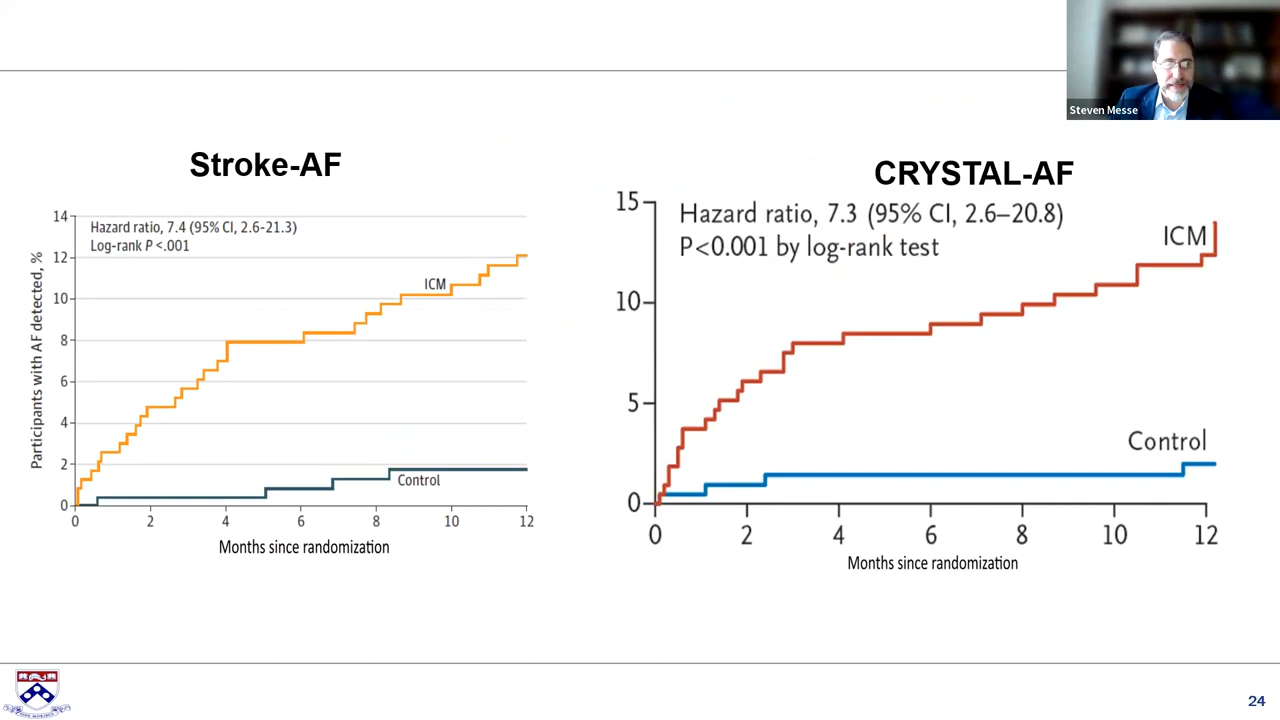 Steven Messe
Stroke-AF
14
12
10
8
6
4
2
0
Participants with AF detected, %
Hazard ratio, 7.4 (95% CI, 2.6-21.3)
Log-rank P <.001
ICM
Control
0 2 4 6 8 10 12
Months since randomization
CRYSTAL-AF
15
10
5
0
Hazard ratio, 7.3 (95% CI, 2.6–20.8)
P<0.001 by log-rank test
ICM
Control
0 2 4 6 8 10 12
Months since randomization
24